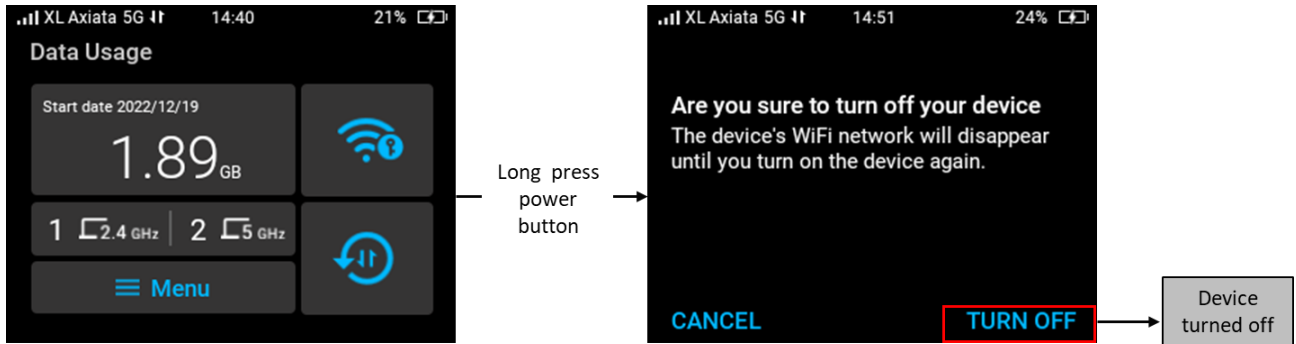 XL Axiata 5G 14:40 21%
Data Usage
Start date 2022/12/19
1.89 GB
1 2.4 GHz | 2 5 GHz
Menu
Long press
power
button
XL Axiata 5G 14:51 24%
Are you sure to turn off your device
The device's WiFi network will disappear
until you turn on the device again.
CANCEL TURN OFF
Device
turned off